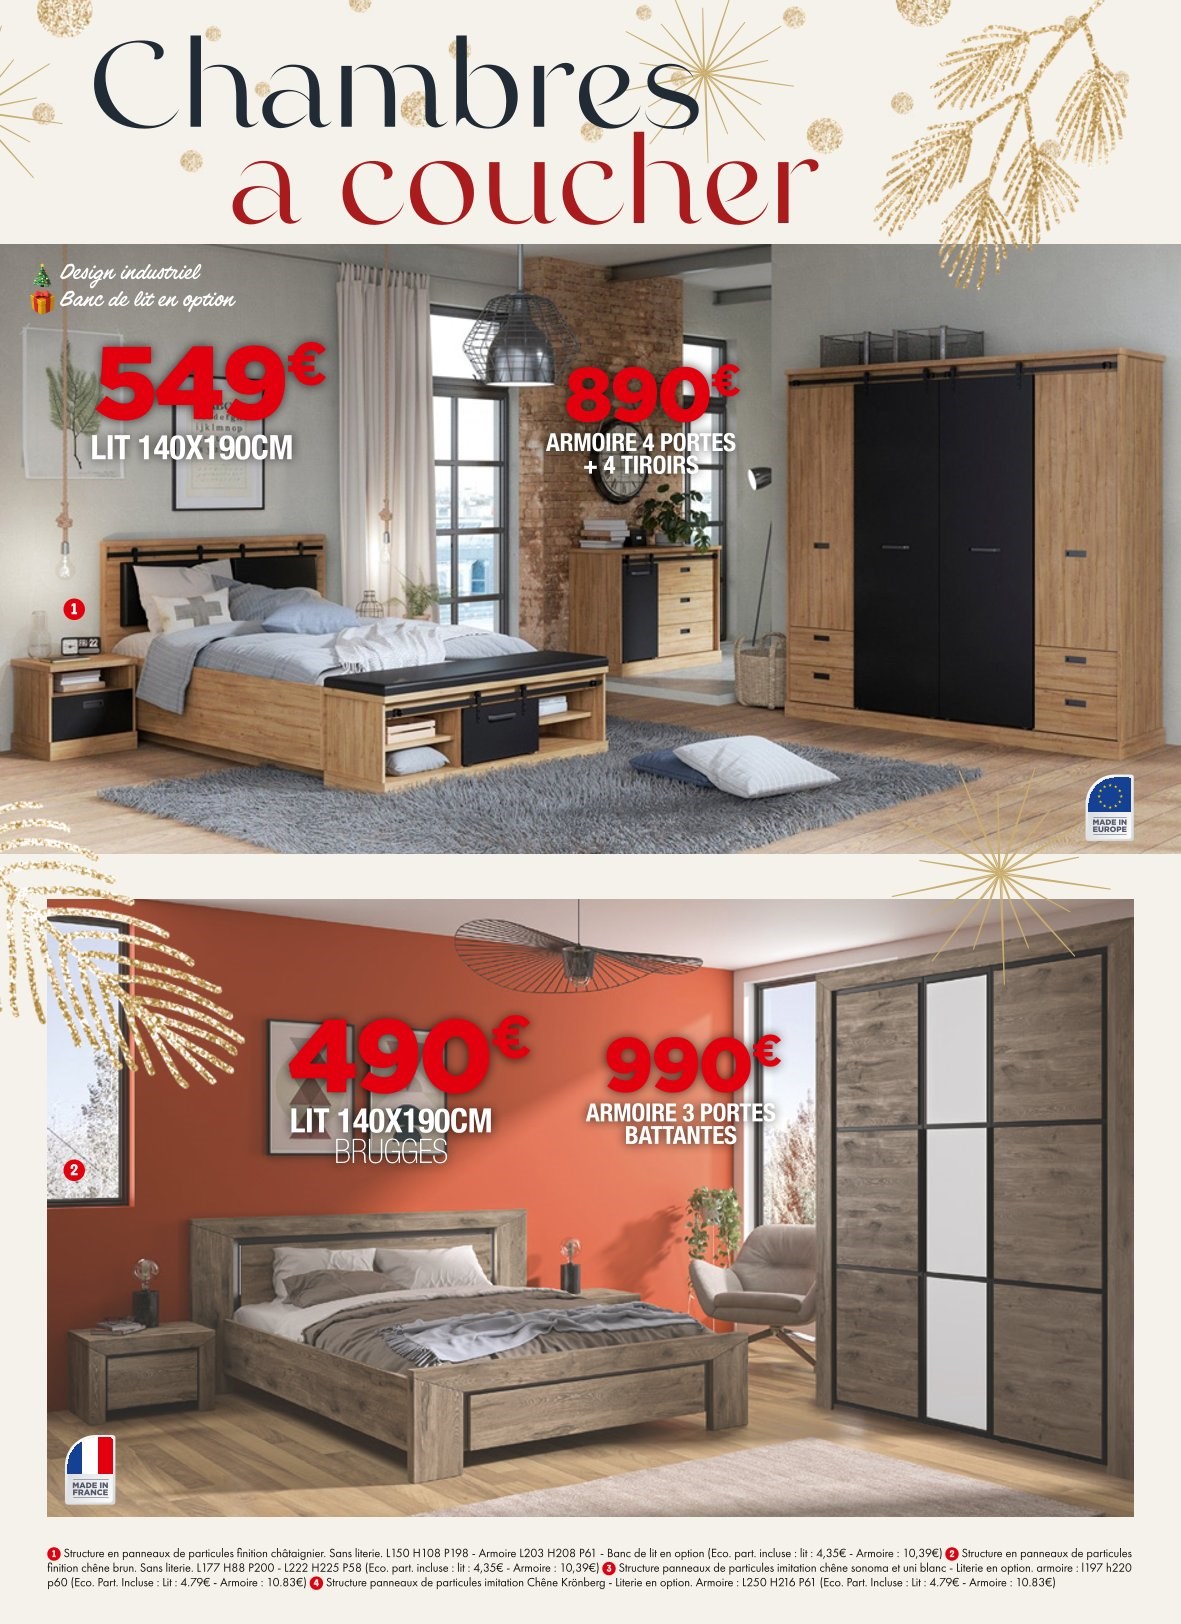 Chambres
a coucher
Design industriel
Banc de lit en option
549€
LIT 140X190CM
890€
ARMOIRE 4 PORTES
+ 4 TIROIRS
1
22
MADE IN
EUROPE
490€
LIT 140X190CM
BRUGGES
990€
ARMOIRE 3 PORTES
BATTANTES
2
MADE IN
FRANCE
1 Structure en panneaux de particules finition châtaignier. Sans literie. L150 H108 P198 - Armoire L203 H208 P61 - Banc de lit en option (Eco. part. incluse : lit : 4,35€ - Armoire : 10,39€) 2 Structure en panneaux de particules
finition chêne brun. Sans literie. L177 H88 P200 - L222 H225 P58 (Eco. part. incluse : lit : 4,35€ - Armoire : 10,39€) 3 Structure panneaux de particules imitation chêne sonoma et uni blanc - Literie en option. armoire : l197 h220
p60 (Eco. Part. Incluse : Lit : 4.79€ - Armoire : 10.83€) 4 Structure panneaux de particules imitation Chêne Krönberg - Literie en option. Armoire : L250 H216 P61 (Eco. Part. Incluse : Lit : 4.79€ - Armoire : 10.83€)